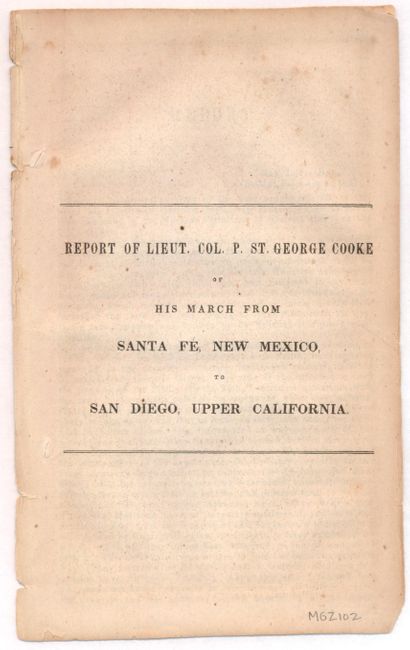 REPORT OF LIEUT. COL. P. ST. GEORGE COOKE
OF
HIS MARCH FROM
SANTA FE, NEW MEXICO,
TO
SAN DIEGO, UPPER CALIFORNIA.
MGZ102